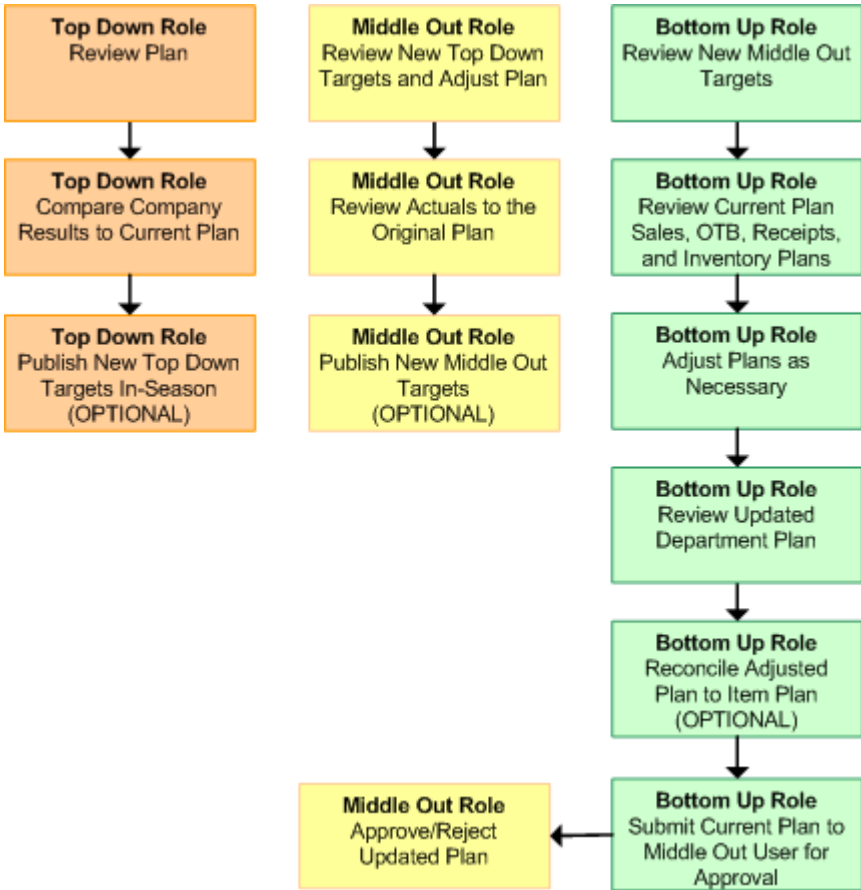 Top Down Role
Review Plan
Top Down Role
Compare Company
Results to Current Plan
Top Down Role
Publish New Top Down
Targets In-Season
(OPTIONAL)
Middle Out Role
Review New Top Down
Targets and Adjust Plan
Middle Out Role
Review Actuals to the
Original Plan
Middle Out Role
Publish New Middle Out
Targets
(OPTIONAL)
Bottom Up Role
Review New Middle Out
Targets
Bottom Up Role
Review Current Plan
Sales, OTB, Receipts,
and Inventory Plans
Bottom Up Role
Adjust Plans as
Necessary
Bottom Up Role
Review Updated
Department Plan
Bottom Up Role
Reconcile Adjusted
Plan to Item Plan
(OPTIONAL)
Bottom Up Role
Submit Current Plan to
Middle Out User for
Approval
Middle Out Role
Approve/Reject
Updated Plan